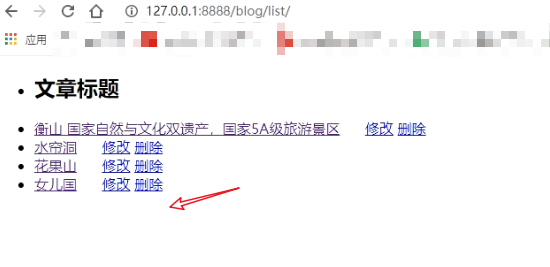 127.0.0.1:8888/blog/list/
应用
文章标题
衡山 国家自然与文化双遗产，国家5A级旅游景区 修改 删除
水帘洞 修改 删除
花果山 修改 删除
女儿国 修改 删除